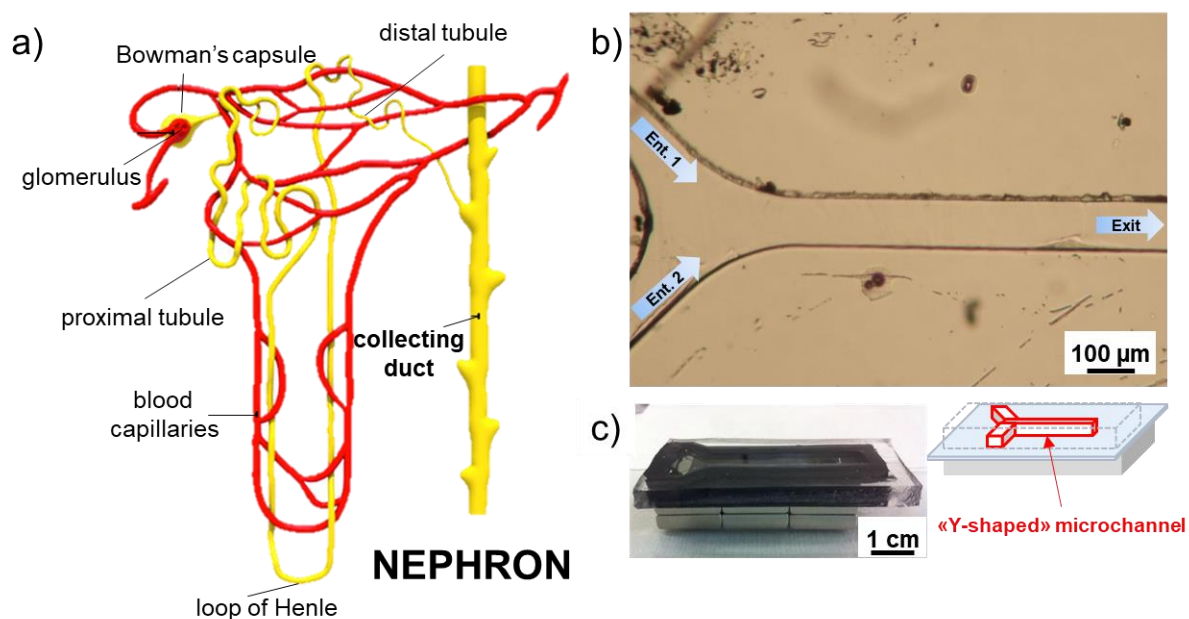 a)
Bowman's capsule
distal tubule
glomerulus
proximal tubule
collecting
duct
blood
capillaries
NEPHRON
loop of Henle
b)
Ent. 1
Exit
Ent. 2
100 µm
c)
1 cm
«Y-shaped» microchannel